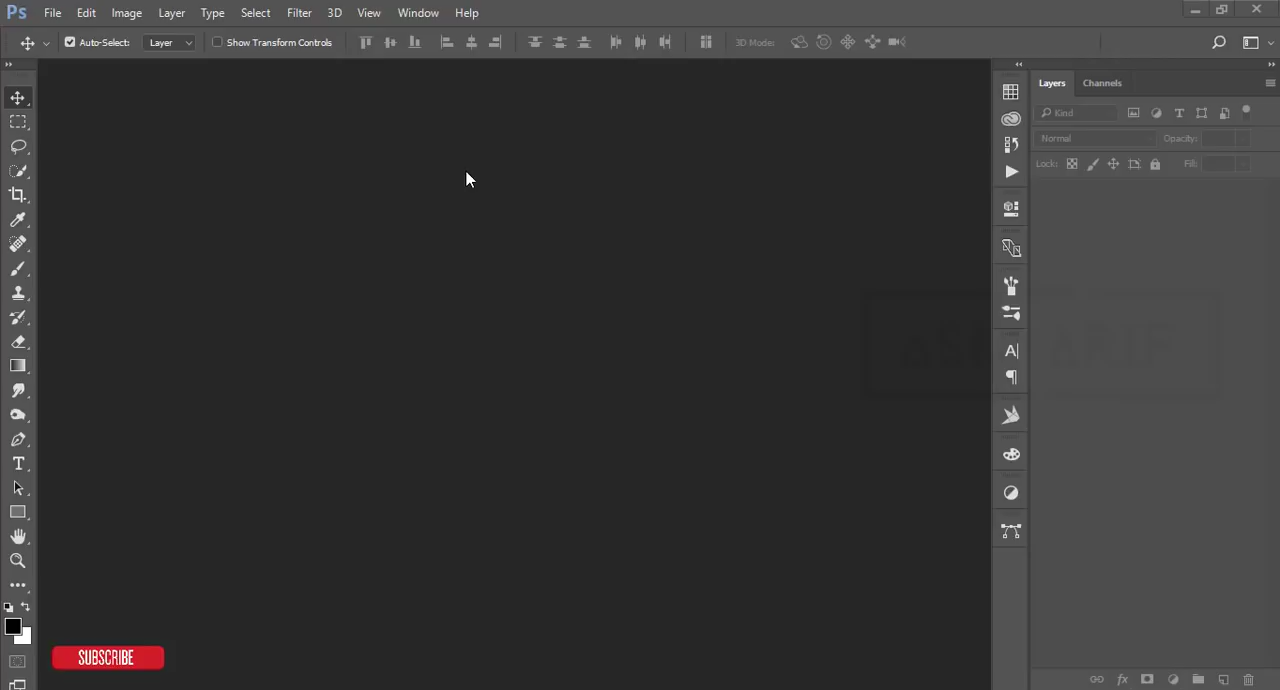 Ps File Edit Image Layer Type Select Filter 3D View Window Help
Auto-Select: Layer Show Transform Controls 3D Mode:
Layers Channels
Kind
Normal Opacity:
Lock: Fill:
SUBSCRIBE